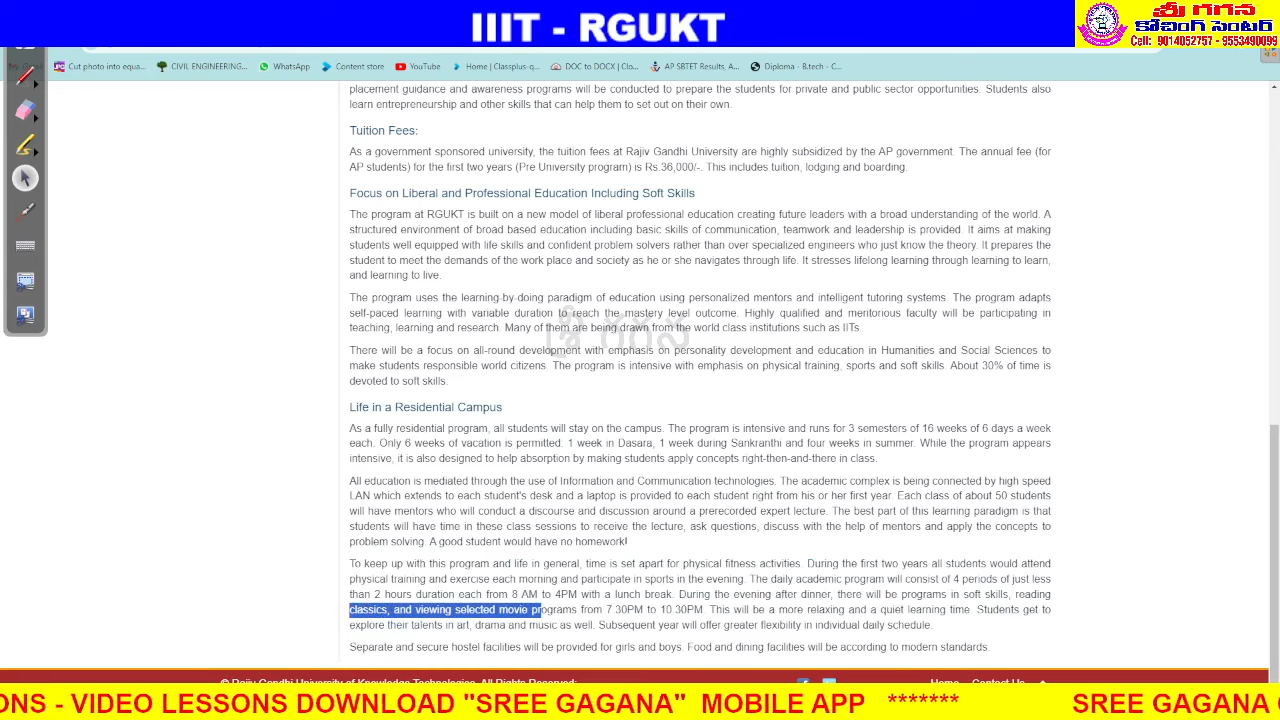 IIIT - RGUKT
శ్రీ గగన
కోచింగ్ సెంటర్
Cell: 9014052757 - 9553490099
Cut photo into equa...
CIVIL ENGINEERING...
WhatsApp
Content store
YouTube
Home | Classplus-q...
DOC to DOCX | Clo...
AP SBTET Results, A...
Diploma - B.tech - C...
placement guidance and awareness programs will be conducted to prepare the students for private and public sector opportunities. Students also
learn entrepreneurship and other skills that can help them to set out on their own.
Tuition Fees:
As a government sponsored university, the tuition fees at Rajiv Gandhi University are highly subsidized by the AP government. The annual fee (for
AP students) for the first two years (Pre University program) is Rs.36,000/-. This includes tuition, lodging and boarding.
Focus on Liberal and Professional Education Including Soft Skills
The program at RGUKT is built on a new model of liberal professional education creating future leaders with a broad understanding of the world. A
structured environment of broad based education including basic skills of communication, teamwork and leadership is provided. It aims at making
students well equipped with life skills and confident problem solvers rather than over specialized engineers who just know the theory. It prepares the
student to meet the demands of the work place and society as he or she navigates through life. It stresses lifelong learning through learning to learn,
and learning to live.
The program uses the learning-by-doing paradigm of education using personalized mentors and intelligent tutoring systems. The program adapts
self-paced learning with variable duration to reach the mastery level outcome. Highly qualified and meritorious faculty will be participating in
teaching, learning and research. Many of them are being drawn from the world class institutions such as IITs.
శ్రీ గగన
There will be a focus on all-round development with emphasis on personality development and education in Humanities and Social Sciences to
make students responsible world citizens. The program is intensive with emphasis on physical training, sports and soft skills. About 30% of time is
devoted to soft skills.
Life in a Residential Campus
As a fully residential program, all students will stay on the campus. The program is intensive and runs for 3 semesters of 16 weeks of 6 days a week
each. Only 6 weeks of vacation is permitted: 1 week in Dasara, 1 week during Sankranthi and four weeks in summer. While the program appears
intensive, it is also designed to help absorption by making students apply concepts right-then-and-there in class.
All education is mediated through the use of Information and Communication technologies. The academic complex is being connected by high speed
LAN which extends to each student's desk and a laptop is provided to each student right from his or her first year. Each class of about 50 students
will have mentors who will conduct a discourse and discussion around a prerecorded expert lecture. The best part of this learning paradigm is that
students will have time in these class sessions to receive the lecture, ask questions, discuss with the help of mentors and apply the concepts to
problem solving. A good student would have no homework!
To keep up with this program and life in general, time is set apart for physical fitness activities. During the first two years all students would attend
physical training and exercise each morning and participate in sports in the evening. The daily academic program will consist of 4 periods of just less
than 2 hours duration each from 8 AM to 4PM with a lunch break. During the evening after dinner, there will be programs in soft skills, reading
classics, and viewing selected movie programs from 7.30PM to 10.30PM. This will be a more relaxing and a quiet learning time. Students get to
explore their talents in art, drama and music as well. Subsequent year will offer greater flexibility in individual daily schedule.
Separate and secure hostel facilities will be provided for girls and boys. Food and dining facilities will be according to modern standards.
© Rajiv Gandhi University of Knowledge Technologies, All Rights Reserved:
Home
Contact Us
ONS - VIDEO LESSONS DOWNLOAD "SREE GAGANA" MOBILE APP *******
SREE GAGANA